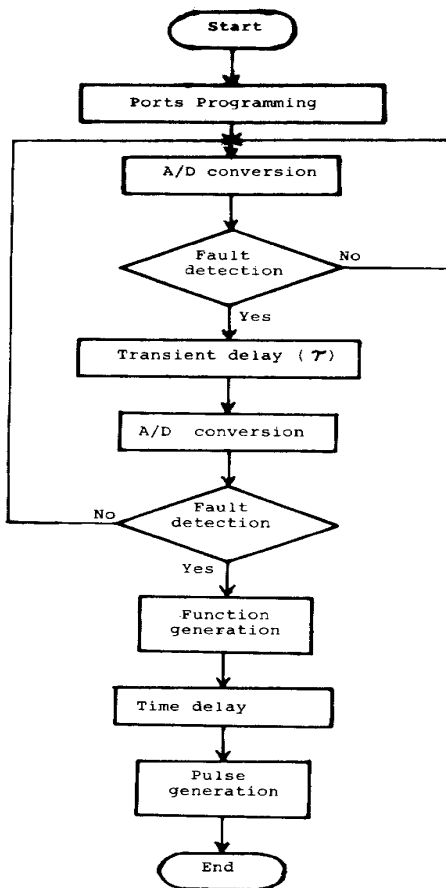 Start
Ports Programming
A/D conversion
Fault
detection
No
Yes
Transient delay (τ)
A/D conversion
No
Fault
detection
Yes
Function
generation
Time delay
Pulse
generation
End